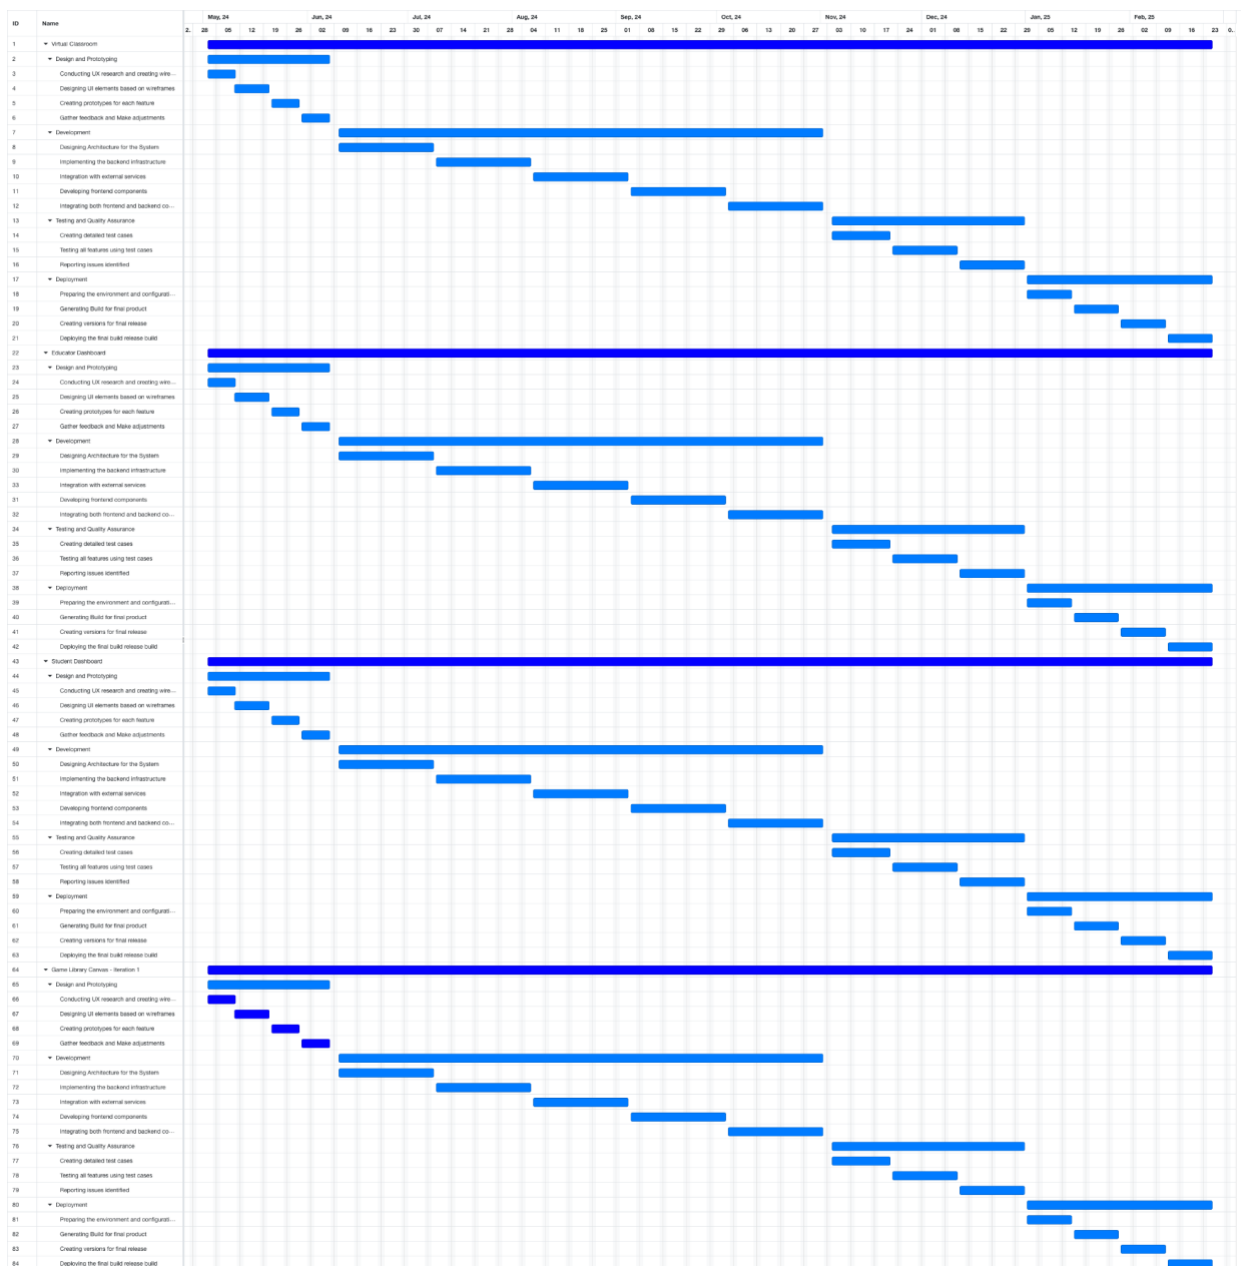 ID Name May, 24 Jun, 24 Jul, 24 Aug, 24 Sep, 24 Oct, 24 Nov, 24 Dec, 24 Jan, 25 Feb, 25
2. 28 05 12 19 26 02 09 16 23 30 07 14 21 28 04 11 18 25 01 08 15 22 29 06 13 20 27 03 10 17 24 01 08 15 22 29 05 12 19 26 02 09 16 23 0.
1 Virtual Classroom
2 Design and Prototyping
3 Conducting UX research and creating wire...
4 Designing UI elements based on wireframes
5 Creating prototypes for each feature
6 Gather feedback and Make adjustments
7 Development
8 Designing Architecture for the System
9 Implementing the backend infrastructure
10 Integration with external services
11 Developing frontend components
12 Integrating both frontend and backend co...
13 Testing and Quality Assurance
14 Creating detailed test cases
15 Testing all features using test cases
16 Reporting issues identified
17 Deployment
18 Preparing the environment and configurati...
19 Generating Build for final product
20 Creating versions for final release
21 Deploying the final build release build
22 Educator Dashboard
23 Design and Prototyping
24 Conducting UX research and creating wire...
25 Designing UI elements based on wireframes
26 Creating prototypes for each feature
27 Gather feedback and Make adjustments
28 Development
29 Designing Architecture for the System
30 Implementing the backend infrastructure
33 Integration with external services
31 Developing frontend components
32 Integrating both frontend and backend co...
34 Testing and Quality Assurance
35 Creating detailed test cases
36 Testing all features using test cases
37 Reporting issues identified
38 Deployment
39 Preparing the environment and configurati...
40 Generating Build for final product
41 Creating versions for final release
42 Deploying the final build release build
43 Student Dashboard
44 Design and Prototyping
45 Conducting UX research and creating wire...
46 Designing UI elements based on wireframes
47 Creating prototypes for each feature
48 Gather feedback and Make adjustments
49 Development
50 Designing Architecture for the System
51 Implementing the backend infrastructure
52 Integration with external services
53 Developing frontend components
54 Integrating both frontend and backend co...
55 Testing and Quality Assurance
56 Creating detailed test cases
57 Testing all features using test cases
58 Reporting issues identified
59 Deployment
60 Preparing the environment and configurati...
61 Generating Build for final product
62 Creating versions for final release
63 Deploying the final build release build
64 Game Library Canvas - Iteration 1
65 Design and Prototyping
66 Conducting UX research and creating wire...
67 Designing UI elements based on wireframes
68 Creating prototypes for each feature
69 Gather feedback and Make adjustments
70 Development
71 Designing Architecture for the System
72 Implementing the backend infrastructure
73 Integration with external services
74 Developing frontend components
75 Integrating both frontend and backend co...
76 Testing and Quality Assurance
77 Creating detailed test cases
78 Testing all features using test cases
79 Reporting issues identified
80 Deployment
81 Preparing the environment and configurati...
82 Generating Build for final product
83 Creating versions for final release
84 Deploying the final build release build